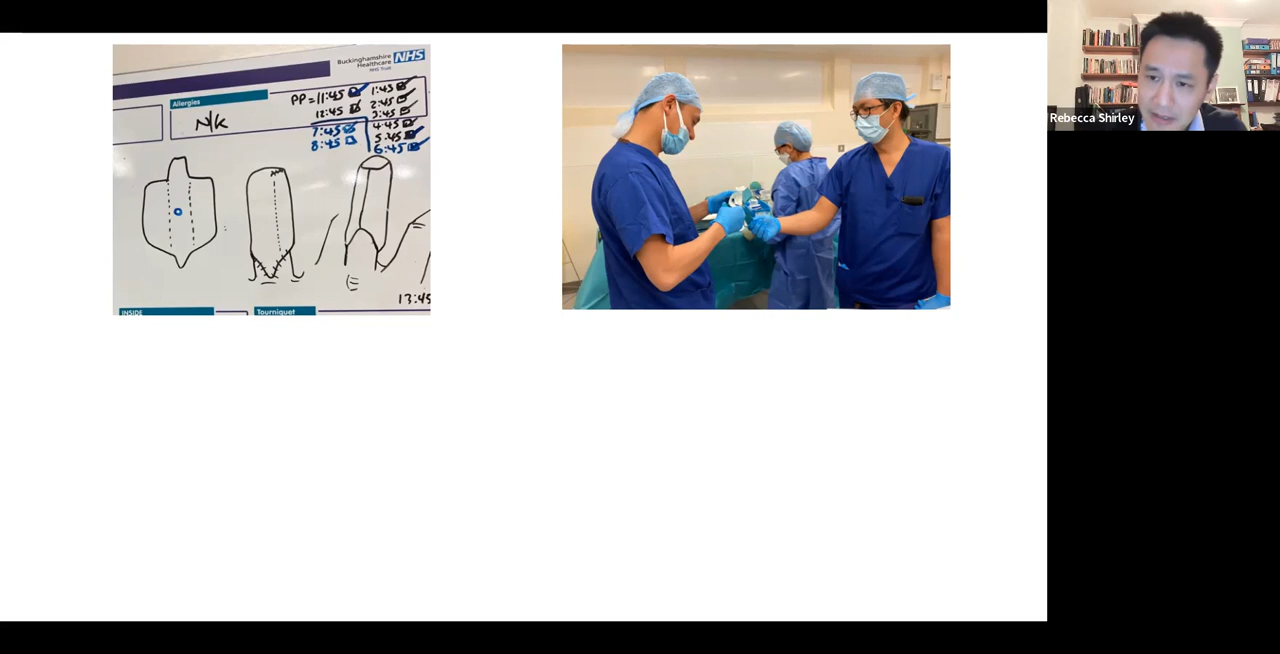 Buckinghamshire
Healthcare
NHS
NHS Trust
Allergies
N/K
PP = 11:45
12:45
7:45
8:45
1:45
2:45
3:45
4:45
5:45
6:45
13:45
INSIDE
Tourniquet
Rebecca Shirley